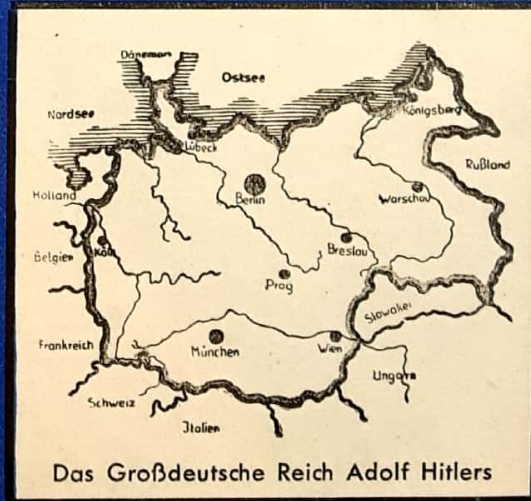 Dänemark
Ostsee
Nordsee
Königsberg
Lübeck
Rußland
Holland
Berlin
Warschau
Köln
Belgien
Breslau
Prag
Slowakei
Frankreich
München
Wien
Ungarn
Schweiz
Italien
Das Großdeutsche Reich Adolf Hitlers